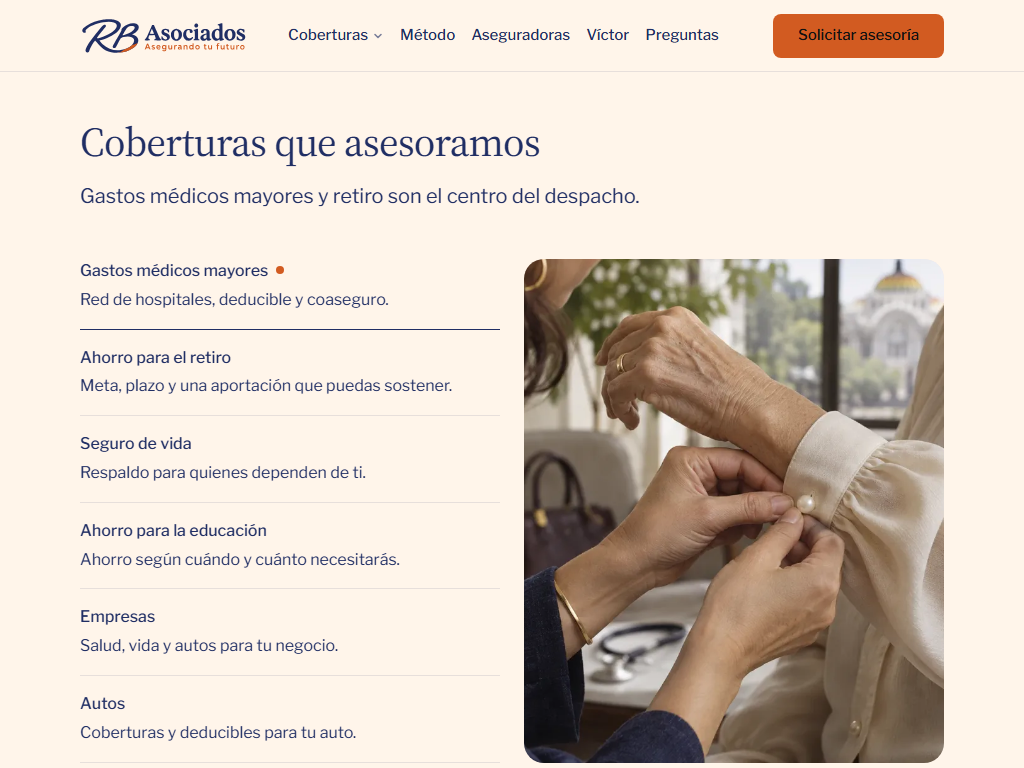 RB Asociados
Asegurando tu futuro
Coberturas
Método
Aseguradoras
Víctor
Preguntas
Solicitar asesoría
Coberturas que asesoramos
Gastos médicos mayores y retiro son el centro del despacho.
Gastos médicos mayores
Red de hospitales, deducible y coaseguro.
Ahorro para el retiro
Meta, plazo y una aportación que puedas sostener.
Seguro de vida
Respaldo para quienes dependen de ti.
Ahorro para la educación
Ahorro según cuándo y cuánto necesitarás.
Empresas
Salud, vida y autos para tu negocio.
Autos
Coberturas y deducibles para tu auto.